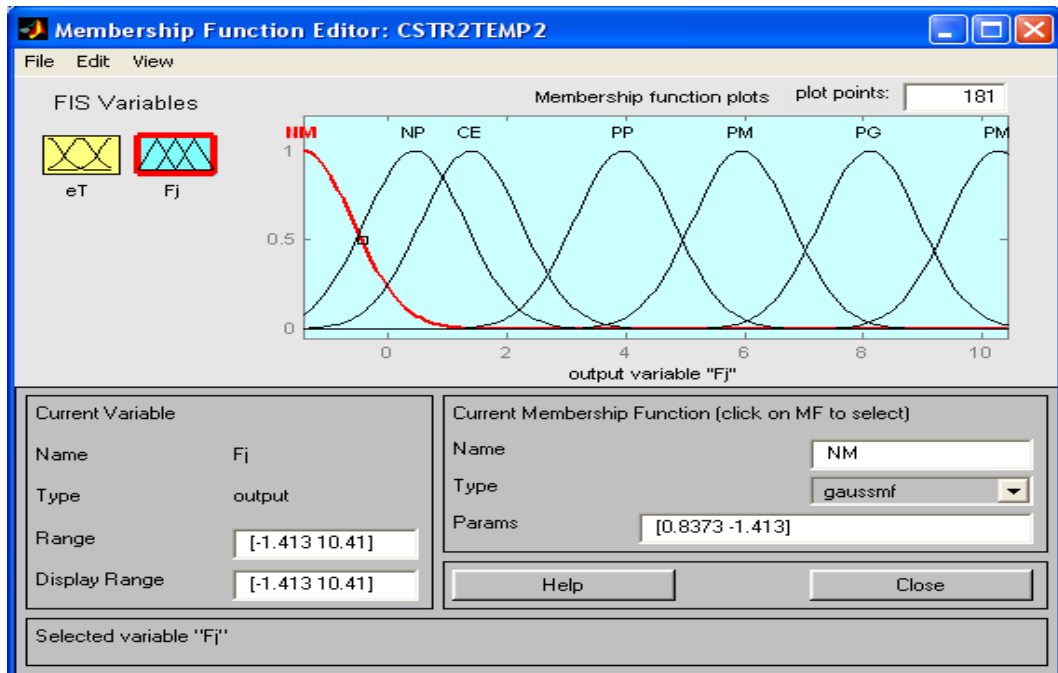 Membership Function Editor: CSTR2TEMP2
File Edit View
FIS Variables
eT
Fj
Membership function plots
plot points:
181
NM NP CE PP PM PG PM
1
0.5
0
0 2 4 6 8 10
output variable "Fj"
Current Variable
Name Fj
Type output
Range [-1.413 10.41]
Display Range [-1.413 10.41]
Current Membership Function (click on MF to select)
Name NM
Type gaussmf
Params [0.8373 -1.413]
Help Close
Selected variable "Fj"